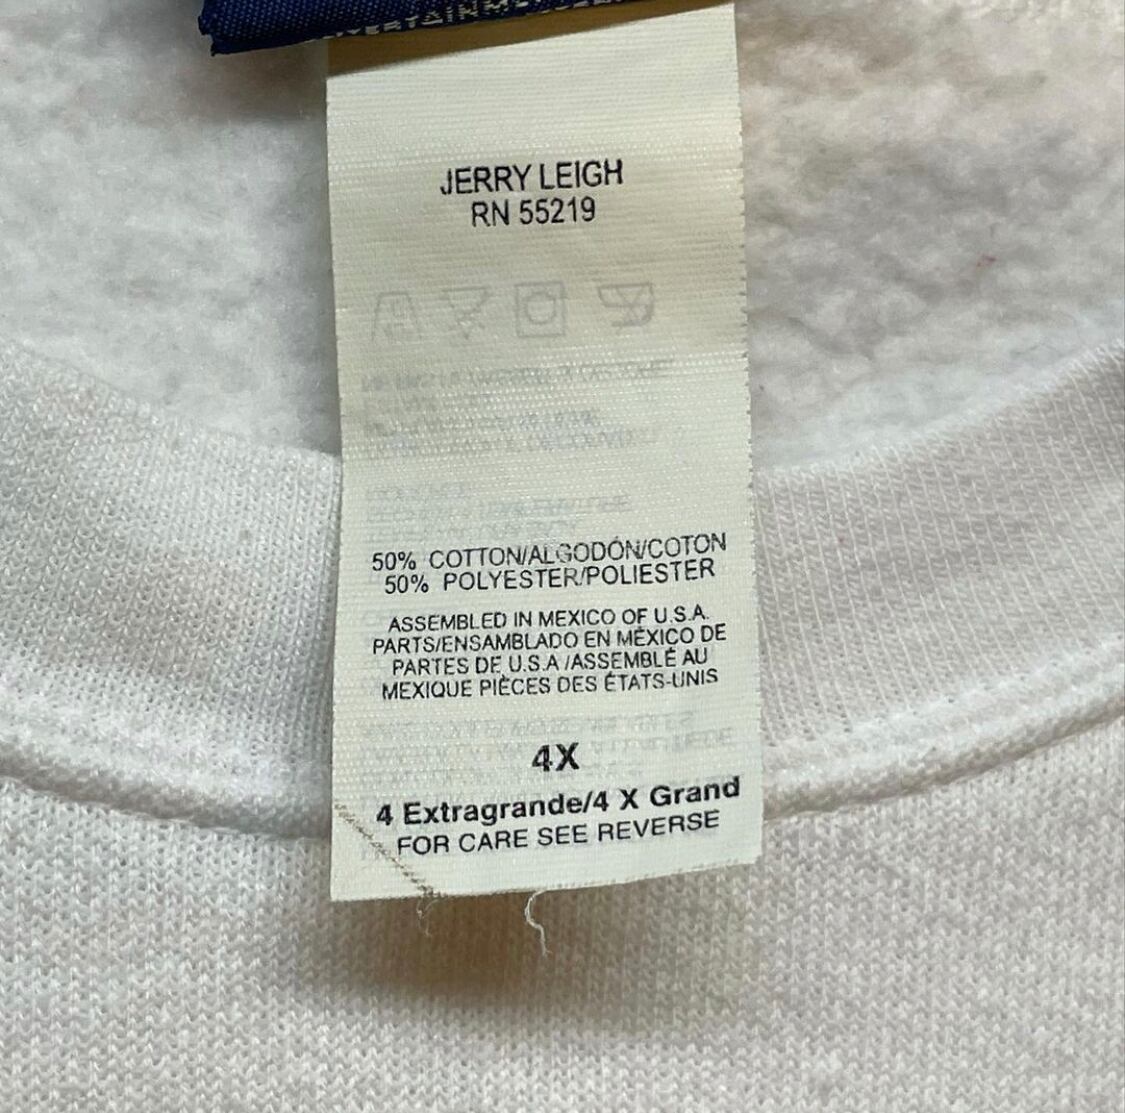 JERRY LEIGH
RN 55219
50% COTTON/ALGODÓN/COTON
50% POLYESTER/POLIESTER
ASSEMBLED IN MEXICO OF U.S.A.
PARTS/ENSAMBLADO EN MÉXICO DE
PARTES DE U.S.A /ASSEMBLÉ AU
MEXIQUE PIÈCES DES ÉTATS-UNIS
4X
4 Extragrande/4 X Grand
FOR CARE SEE REVERSE